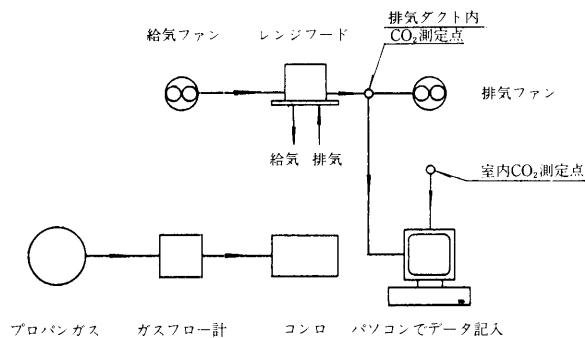 排気ダクト内
CO₂測定点
給気ファン
レンジフード
排気ファン
給気
排気
室内CO₂測定点
プロパンガス
ガスフロー計
コンロ
パソコンでデータ記入